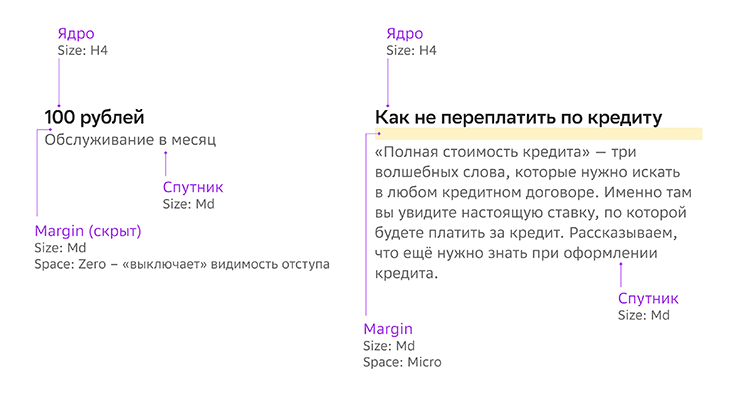 Ядро
Size: H4
100 рублей
Обслуживание в месяц
Спутник
Size: Md
Margin (скрыт)
Size: Md
Space: Zero – «выключает» видимость отступа
Ядро
Size: H4
Как не переплатить по кредиту
«Полная стоимость кредита» — три
волшебных слова, которые нужно искать
в любом кредитном договоре. Именно там
вы увидите настоящую ставку, по которой
будете платить за кредит. Рассказываем,
что ещё нужно знать при оформлении
кредита.
Спутник
Size: Md
Margin
Size: Md
Space: Micro